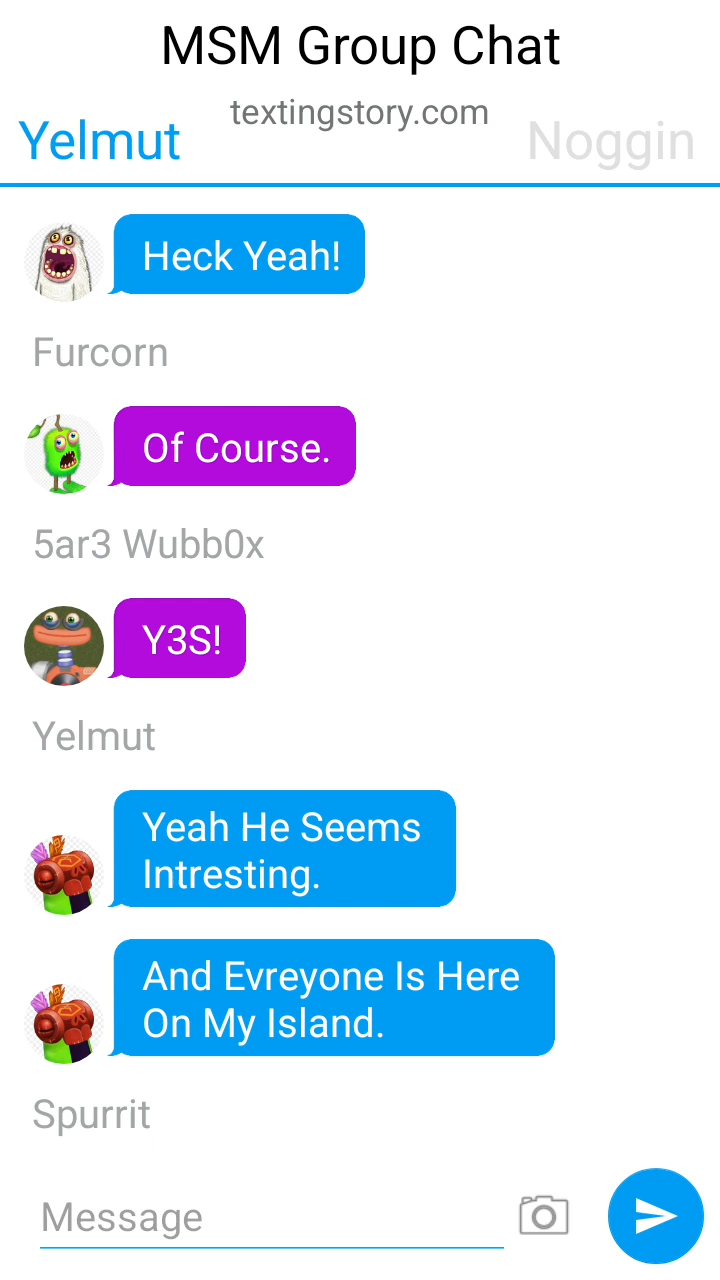 MSM Group Chat
textingstory.com
Yelmut
Noggin
Heck Yeah!
Furcorn
Of Course.
5ar3 Wubb0x
Y3S!
Yelmut
Yeah He Seems
Intresting.
And Evreyone Is Here
On My Island.
Spurrit
Message